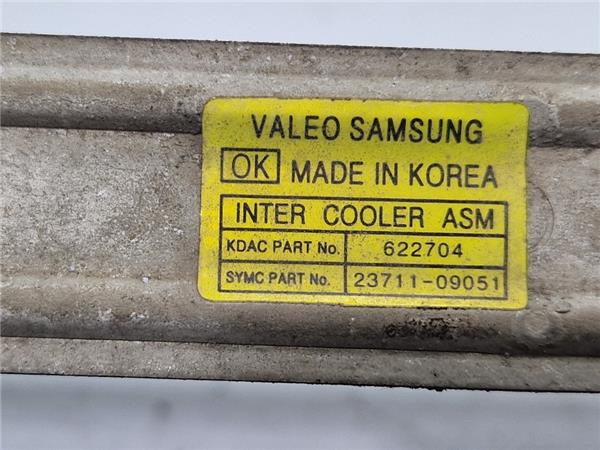 VALEO SAMSUNG
OK MADE IN KOREA
INTER COOLER ASM
KDAC PART No. 622704
SYMC PART No. 23711-09051